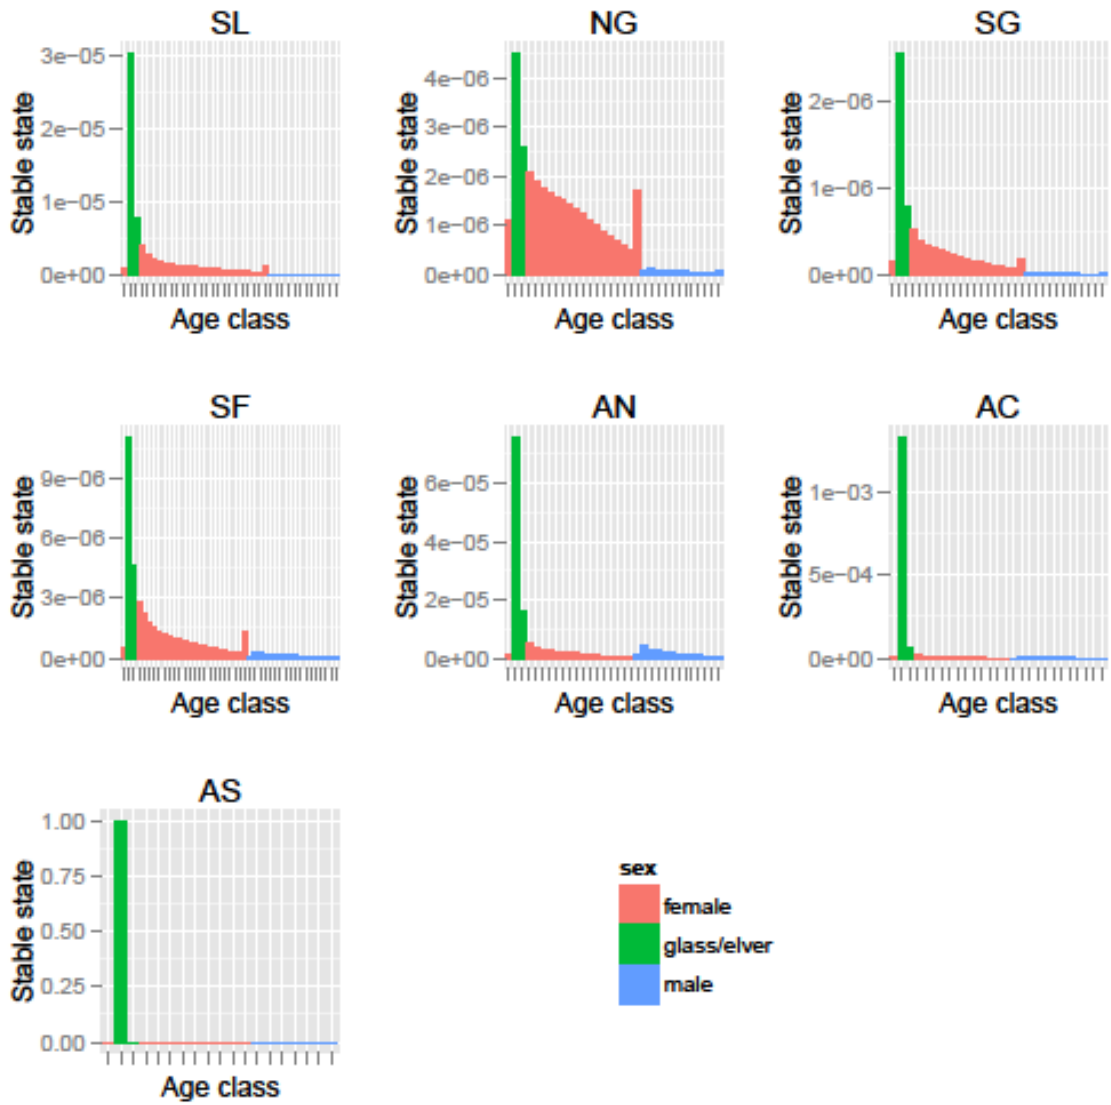 SL
NG
SG
3e−05
2e−05
1e−05
0e+00
Stable state
Age class
4e−06
3e−06
2e−06
1e−06
0e+00
Stable state
Age class
2e−06
1e−06
0e+00
Stable state
Age class
SF
AN
AC
9e−06
6e−06
3e−06
0e+00
Stable state
Age class
6e−05
4e−05
2e−05
0e+00
Stable state
Age class
1e−03
5e−04
0e+00
Stable state
Age class
AS
1.00
0.75
0.50
0.25
0.00
Stable state
Age class
sex
female
glass/elver
male